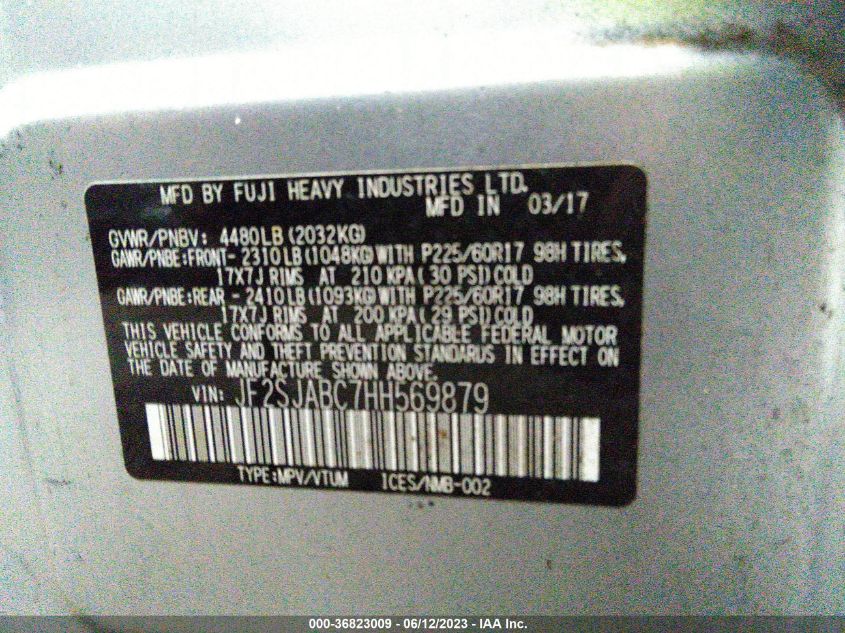 MFD BY FUJI HEAVY INDUSTRIES LTD.
MFD IN 03/17
GVWR/PNBV: 4480LB (2032KG)
GAWR/PNBE:FRONT- 2310LB (1048KG) WITH P225/60R17 98H TIRES,
17X7J RIMS AT 210 KPA (30 PSI) COLD
GAWR/PNBE:REAR - 2410LB (1093KG) WITH P225/60R17 98H TIRES,
17X7J RIMS AT 200 KPA (29 PSI) COLD
THIS VEHICLE CONFORMS TO ALL APPLICABLE FEDERAL MOTOR
VEHICLE SAFETY AND THEFT PREVENTION STANDARDS IN EFFECT ON
THE DATE OF MANUFACTURE SHOWN ABOVE.
VIN: JF2SJABC7HH569879
TYPE:MPV/VTUM ICES/NMB-002
000-36823009 - 06/12/2023 - IAA Inc.